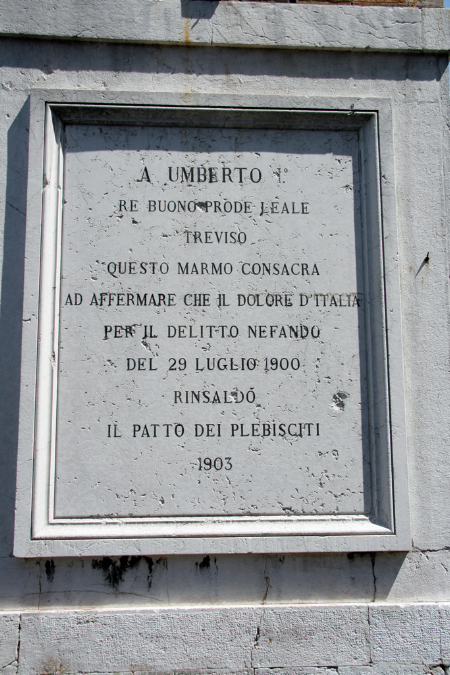 A UMBERTO I°
RE BUONO PRODE LEALE
TREVISO
QUESTO MARMO CONSACRA
AD AFFERMARE CHE IL DOLORE D'ITALIA
PER IL DELITTO NEFANDO
DEL 29 LUGLIO 1900
RINSALDÓ
IL PATTO DEI PLEBISCITI
1903